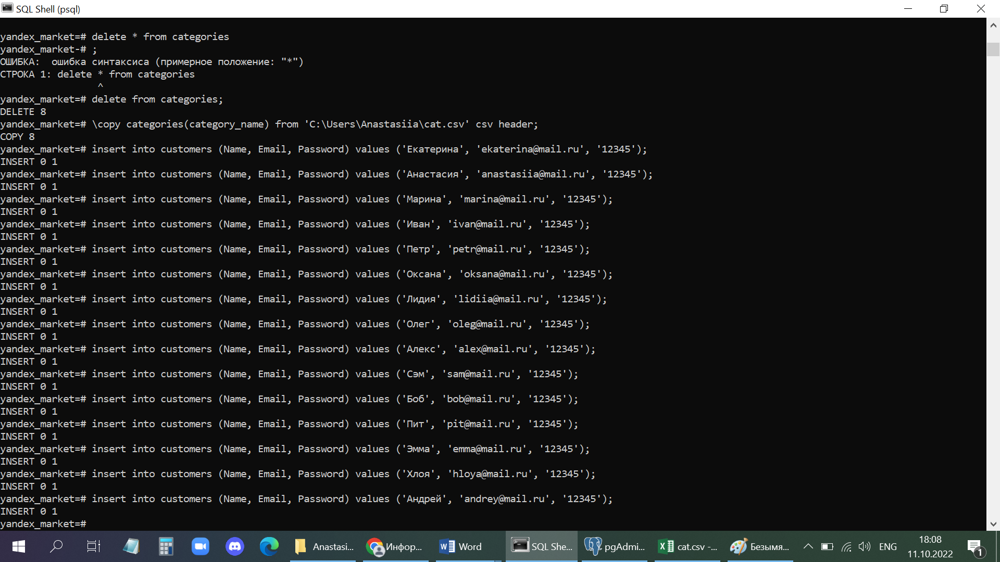 SQL Shell (psql)
yandex_market=# delete * from categories
yandex_market-# ;
ОШИБКА:  ошибка синтаксиса (примерное положение: "*")
СТРОКА 1: delete * from categories
                 ^
yandex_market=# delete from categories;
DELETE 8
yandex_market=# \copy categories(category_name) from 'C:\Users\Anastasiia\cat.csv' csv header;
COPY 8
yandex_market=# insert into customers (Name, Email, Password) values ('Екатерина', 'ekaterina@mail.ru', '12345');
INSERT 0 1
yandex_market=# insert into customers (Name, Email, Password) values ('Анастасия', 'anastasiia@mail.ru', '12345');
INSERT 0 1
yandex_market=# insert into customers (Name, Email, Password) values ('Марина', 'marina@mail.ru', '12345');
INSERT 0 1
yandex_market=# insert into customers (Name, Email, Password) values ('Иван', 'ivan@mail.ru', '12345');
INSERT 0 1
yandex_market=# insert into customers (Name, Email, Password) values ('Петр', 'petr@mail.ru', '12345');
INSERT 0 1
yandex_market=# insert into customers (Name, Email, Password) values ('Оксана', 'oksana@mail.ru', '12345');
INSERT 0 1
yandex_market=# insert into customers (Name, Email, Password) values ('Лидия', 'lidiia@mail.ru', '12345');
INSERT 0 1
yandex_market=# insert into customers (Name, Email, Password) values ('Олег', 'oleg@mail.ru', '12345');
INSERT 0 1
yandex_market=# insert into customers (Name, Email, Password) values ('Алекс', 'alex@mail.ru', '12345');
INSERT 0 1
yandex_market=# insert into customers (Name, Email, Password) values ('Сэм', 'sam@mail.ru', '12345');
INSERT 0 1
yandex_market=# insert into customers (Name, Email, Password) values ('Боб', 'bob@mail.ru', '12345');
INSERT 0 1
yandex_market=# insert into customers (Name, Email, Password) values ('Пит', 'pit@mail.ru', '12345');
INSERT 0 1
yandex_market=# insert into customers (Name, Email, Password) values ('Эмма', 'emma@mail.ru', '12345');
INSERT 0 1
yandex_market=# insert into customers (Name, Email, Password) values ('Хлоя', 'hloya@mail.ru', '12345');
INSERT 0 1
yandex_market=# insert into customers (Name, Email, Password) values ('Андрей', 'andrey@mail.ru', '12345');
INSERT 0 1
yandex_market=#
Anastasi... Инфор... Word SQL She... pgAdmi... cat.csv -... Безымя... ENG 18:08
11.10.2022 1